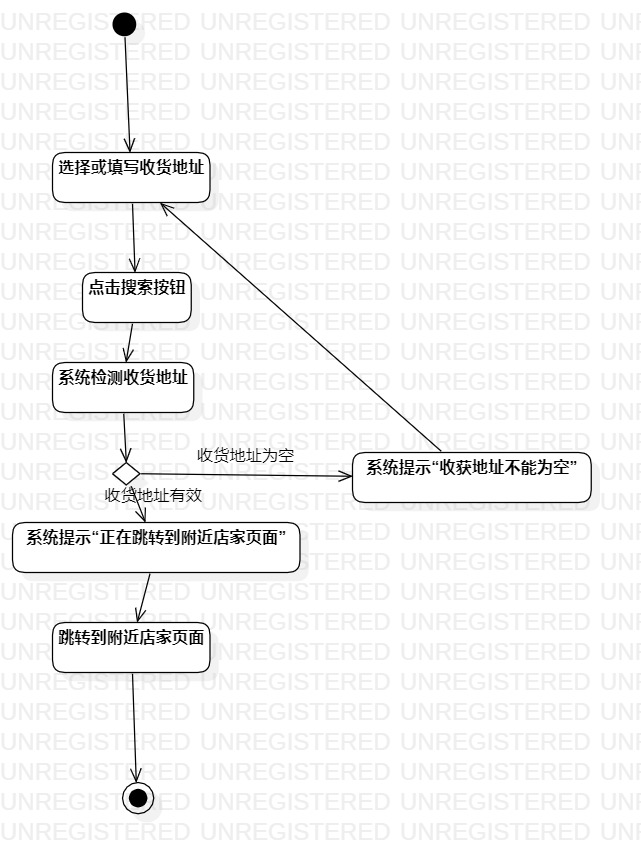 选择或填写收货地址
点击搜索按钮
系统检测收货地址
收货地址为空
系统提示“收获地址不能为空”
收货地址有效
系统提示“正在跳转到附近店家页面”
跳转到附近店家页面
UNREGISTERED